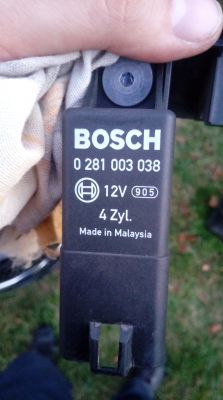 BOSCH
0 281 003 038
12V 905
4 Zyl.
Made in Malaysia